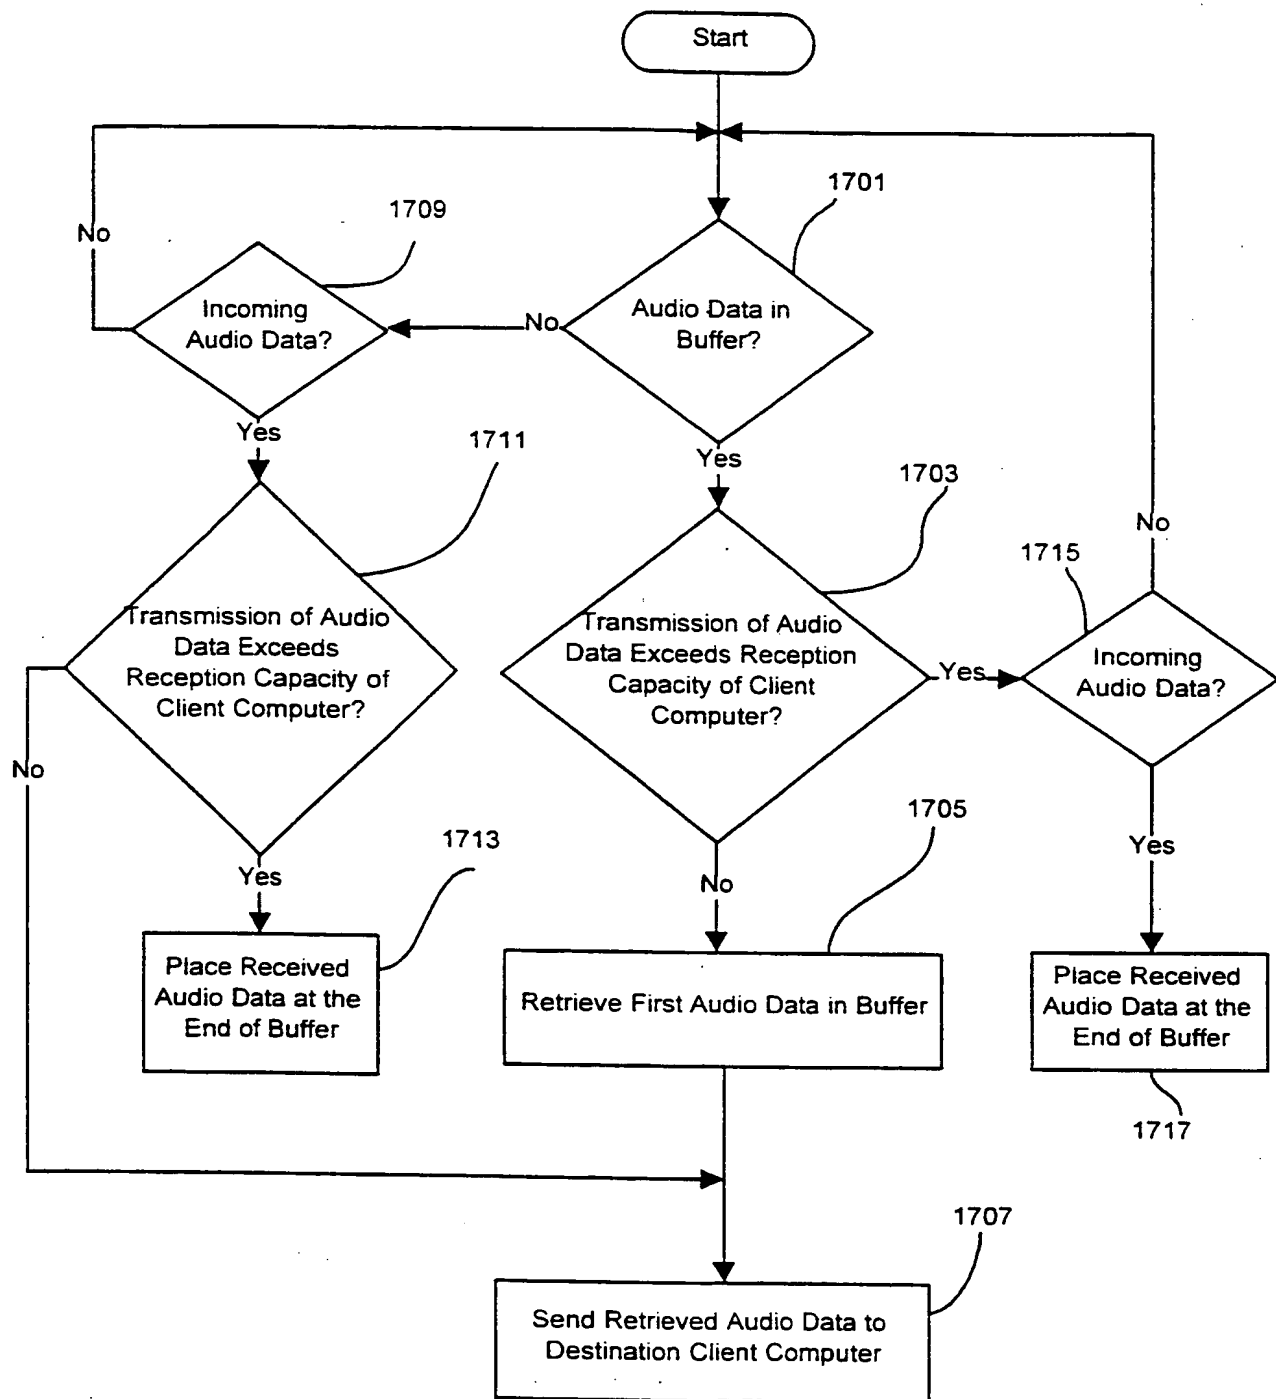 Start
1701
1709
No
Incoming
Audio Data?
No
Audio Data in
Buffer?
Yes
1711
Yes
1703
No
1715
Transmission of Audio
Data Exceeds
Reception Capacity of
Client Computer?
Transmission of Audio
Data Exceeds Reception
Capacity of Client
Computer?
Yes
Incoming
Audio Data?
No
1713
1705
Yes
Yes
No
Place Received
Audio Data at the
End of Buffer
Retrieve First Audio Data in Buffer
Place Received
Audio Data at the
End of Buffer
1717
1707
Send Retrieved Audio Data to
Destination Client Computer